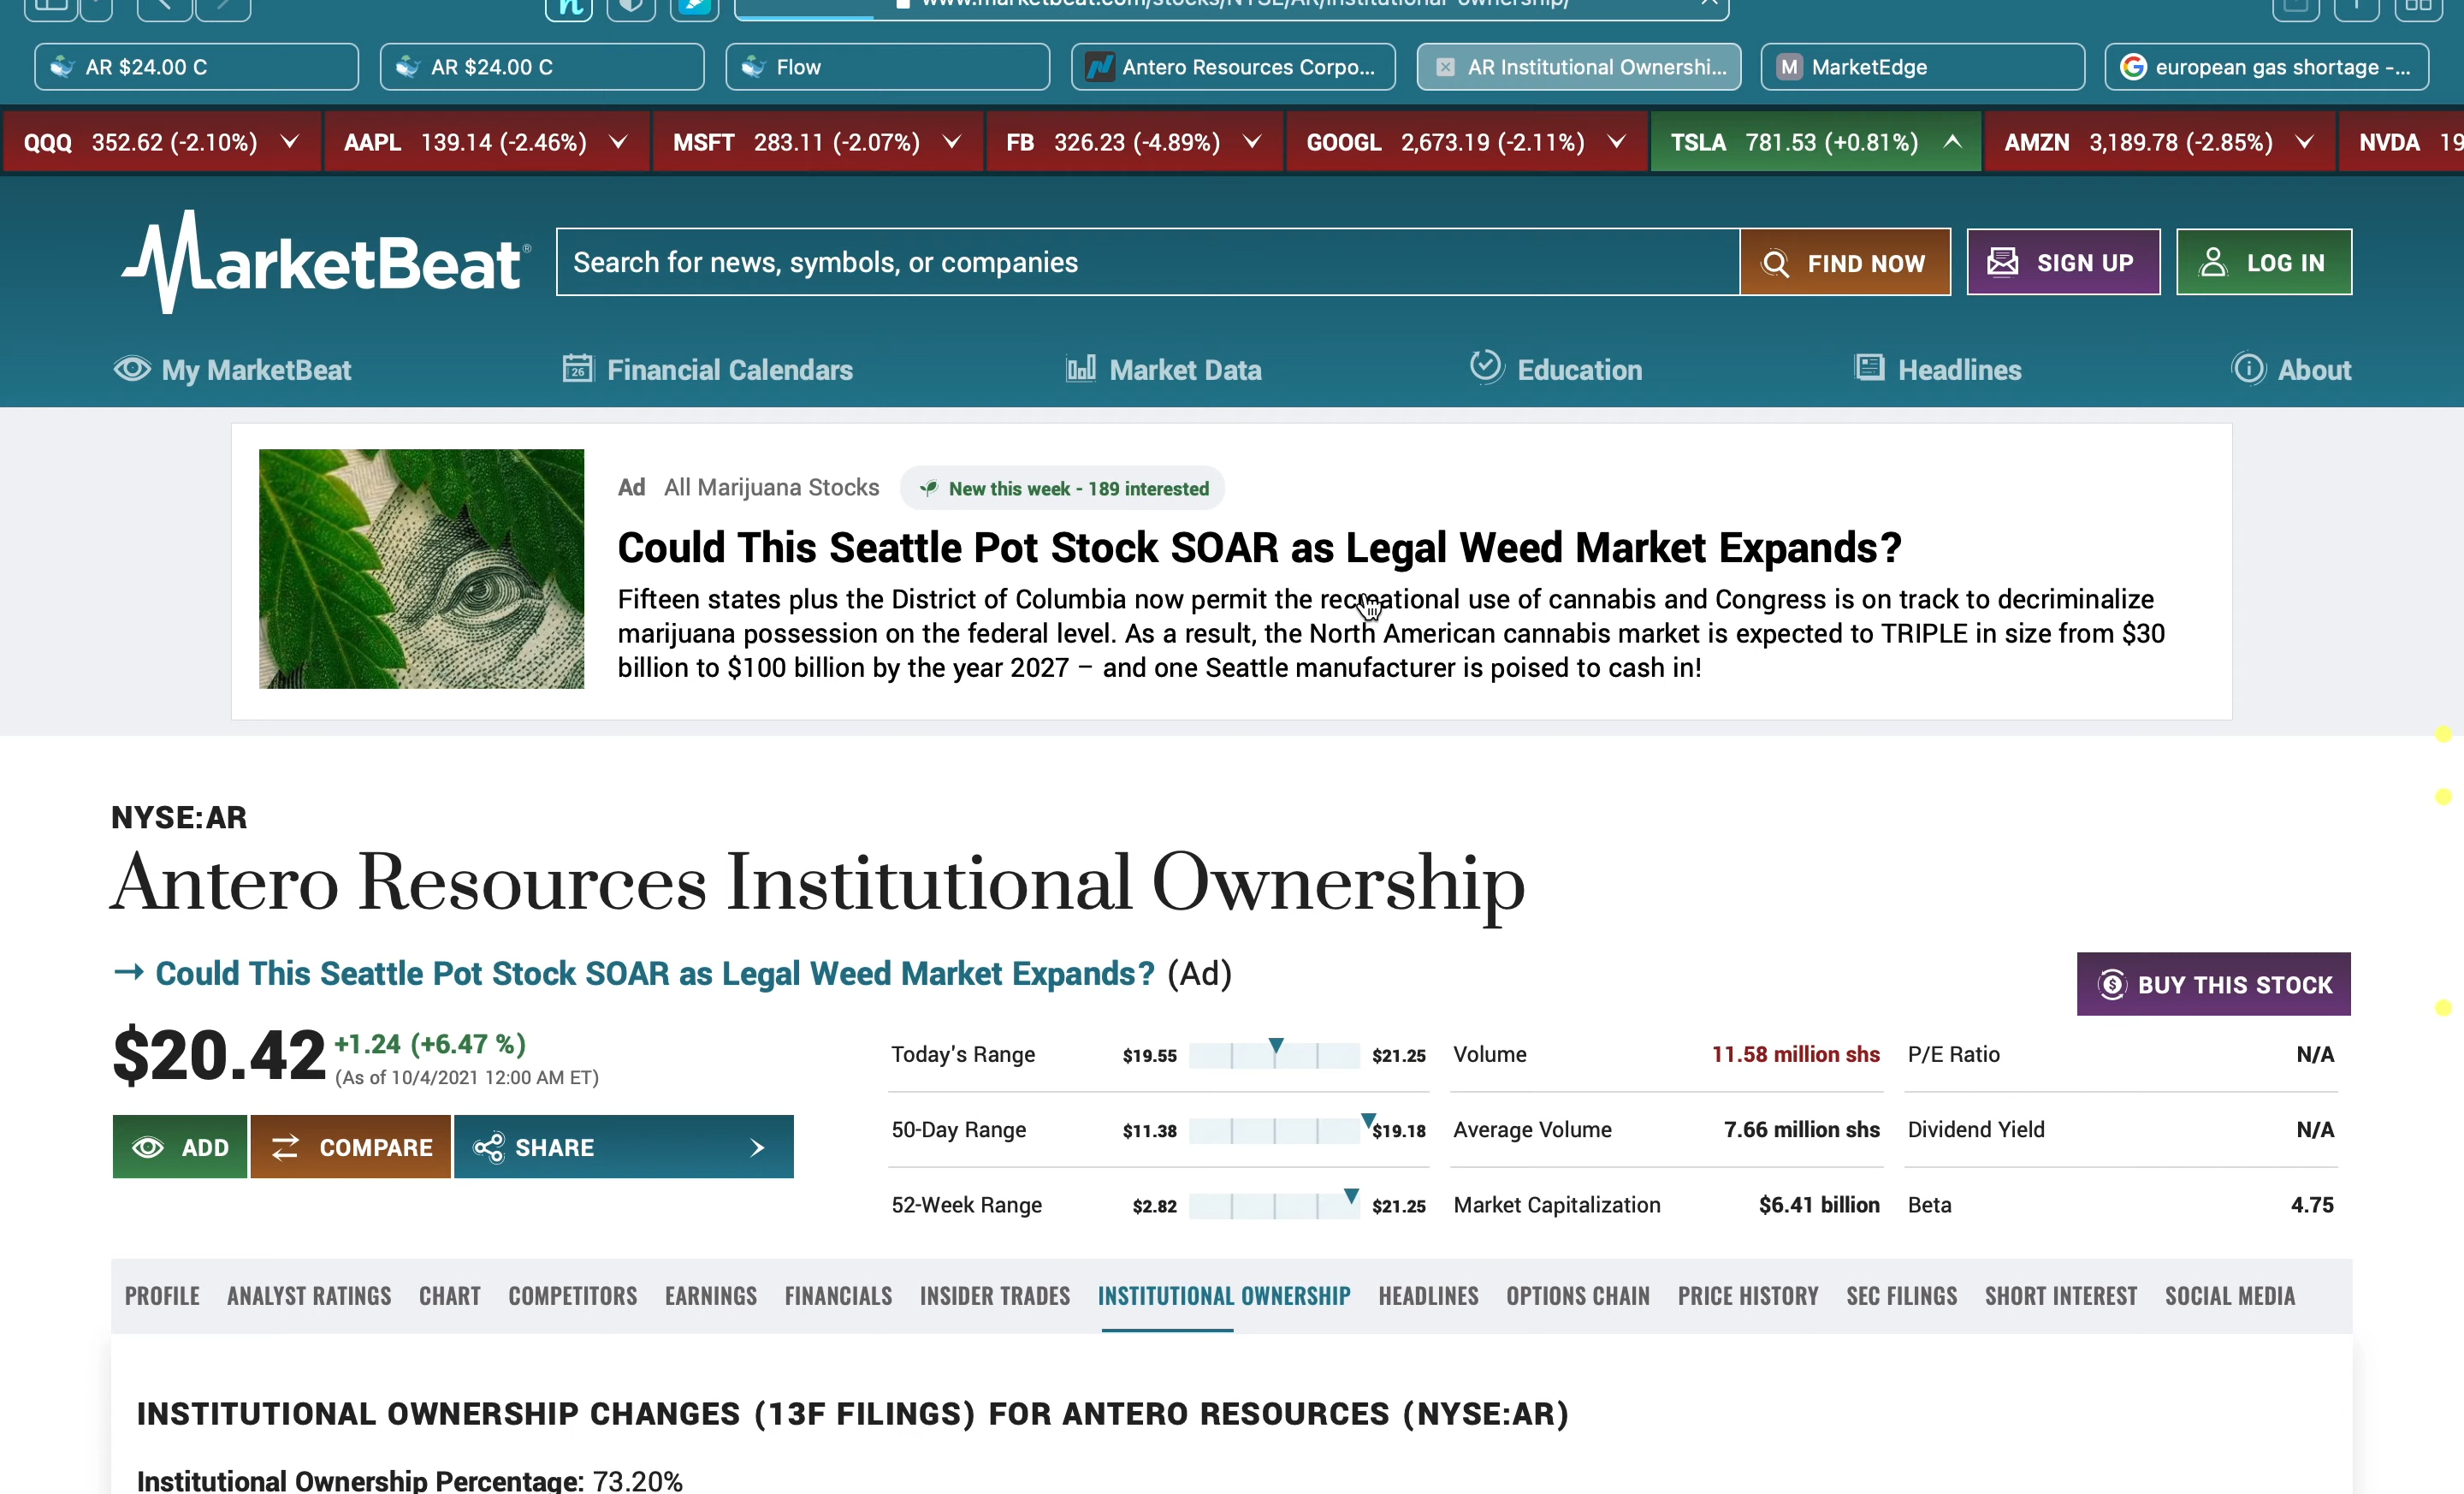 www.marketbeat.com/stocks/NYSE/AR/institutional-ownership/
AR $24.00 C
AR $24.00 C
Flow
Antero Resources Corpo...
AR Institutional Ownershi...
M MarketEdge
european gas shortage -...
QQQ 352.62 (-2.10%)
AAPL 139.14 (-2.46%)
MSFT 283.11 (-2.07%)
FB 326.23 (-4.89%)
GOOGL 2,673.19 (-2.11%)
TSLA 781.53 (+0.81%)
AMZN 3,189.78 (-2.85%)
NVDA 19
MarketBeat®
Search for news, symbols, or companies
FIND NOW
SIGN UP
LOG IN
My MarketBeat
26 Financial Calendars
Market Data
Education
Headlines
About
Ad All Marijuana Stocks New this week - 189 interested
Could This Seattle Pot Stock SOAR as Legal Weed Market Expands?
Fifteen states plus the District of Columbia now permit the recreational use of cannabis and Congress is on track to decriminalize
marijuana possession on the federal level. As a result, the North American cannabis market is expected to TRIPLE in size from $30
billion to $100 billion by the year 2027 – and one Seattle manufacturer is poised to cash in!
NYSE:AR
Antero Resources Institutional Ownership
→ Could This Seattle Pot Stock SOAR as Legal Weed Market Expands? (Ad)
BUY THIS STOCK
$20.42 +1.24 (+6.47 %)
(As of 10/4/2021 12:00 AM ET)
ADD
COMPARE
SHARE
Today's Range $19.55 $21.25
50-Day Range $11.38 $19.18
52-Week Range $2.82 $21.25
Volume 11.58 million shs
Average Volume 7.66 million shs
Market Capitalization $6.41 billion
P/E Ratio N/A
Dividend Yield N/A
Beta 4.75
PROFILE ANALYST RATINGS CHART COMPETITORS EARNINGS FINANCIALS INSIDER TRADES INSTITUTIONAL OWNERSHIP HEADLINES OPTIONS CHAIN PRICE HISTORY SEC FILINGS SHORT INTEREST SOCIAL MEDIA
INSTITUTIONAL OWNERSHIP CHANGES (13F FILINGS) FOR ANTERO RESOURCES (NYSE:AR)
Institutional Ownership Percentage: 73.20%